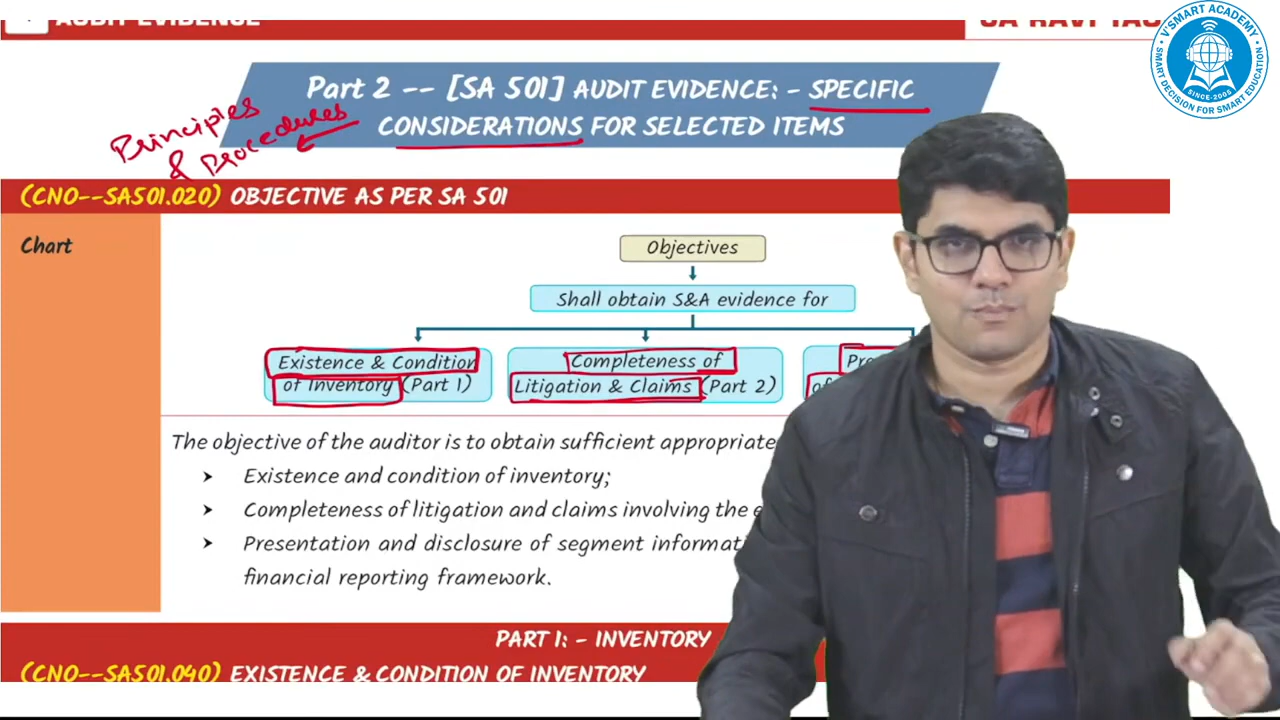 AUDIT EVIDENCE
V'SMART ACADEMY
SMART DECISION FOR SMART EDUCATION
SINCE-2005
Part 2 -- [SA 501] AUDIT EVIDENCE: - SPECIFIC
CONSIDERATIONS FOR SELECTED ITEMS
Principles
& Procedures
(CNO--SA501.020) OBJECTIVE AS PER SA 501
Chart
Objectives
Shall obtain S&A evidence for
Existence & Condition
of Inventory (Part 1)
Completeness of
Litigation & Claims (Part 2)
The objective of the auditor is to obtain sufficient appropriate
➤ Existence and condition of inventory;
➤ Completeness of litigation and claims involving the
➤ Presentation and disclosure of segment
financial reporting framework.
PART 1: - INVENTORY
(CNO--SA501.040) EXISTENCE & CONDITION OF INVENTORY